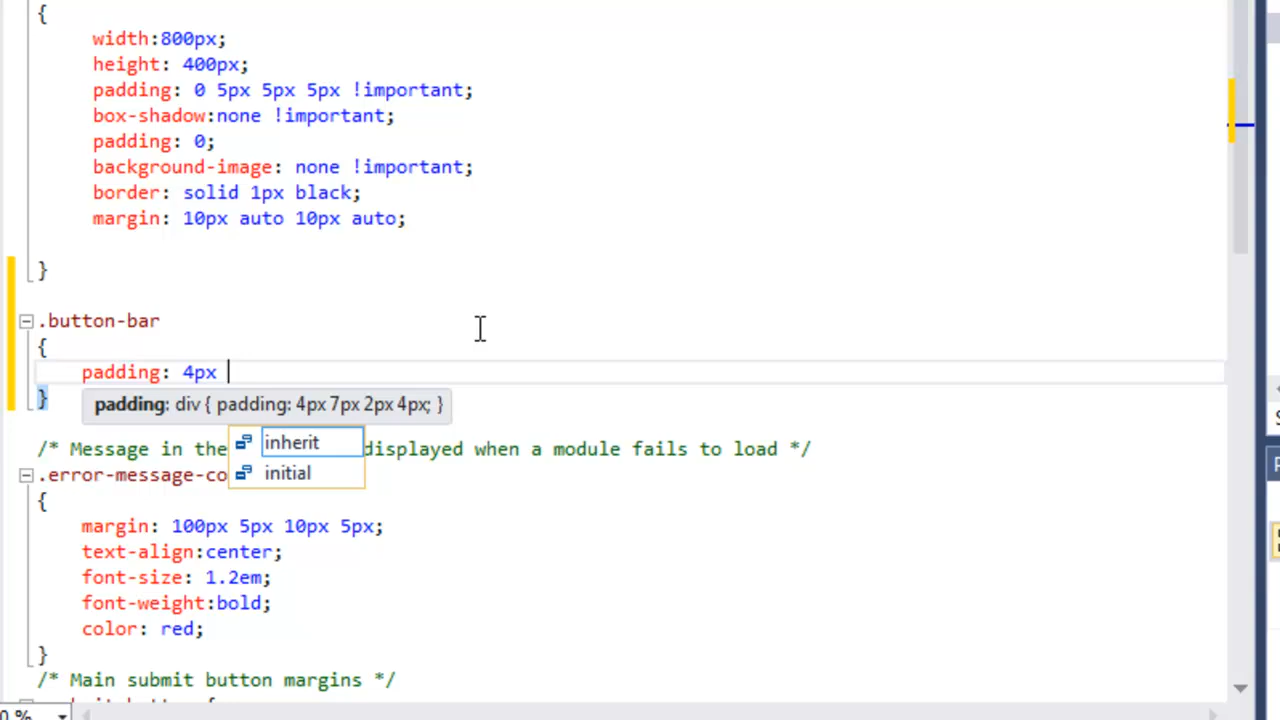 {
width:800px;
height: 400px;
padding: 0 5px 5px 5px !important;
box-shadow:none !important;
padding: 0;
background-image: none !important;
border: solid 1px black;
margin: 10px auto 10px auto;
}
.button-bar
{
padding: 4px
}
padding: div { padding: 4px 7px 2px 4px; }
inherit
initial
/* Message in the displayed when a module fails to load */
.error-message-co
{
margin: 100px 5px 10px 5px;
text-align:center;
font-size: 1.2em;
font-weight:bold;
color: red;
}
/* Main submit button margins */